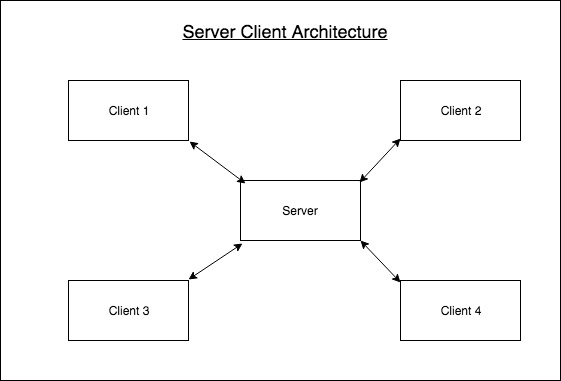 Server Client Architecture
Client 1
Client 2
Server
Client 3
Client 4